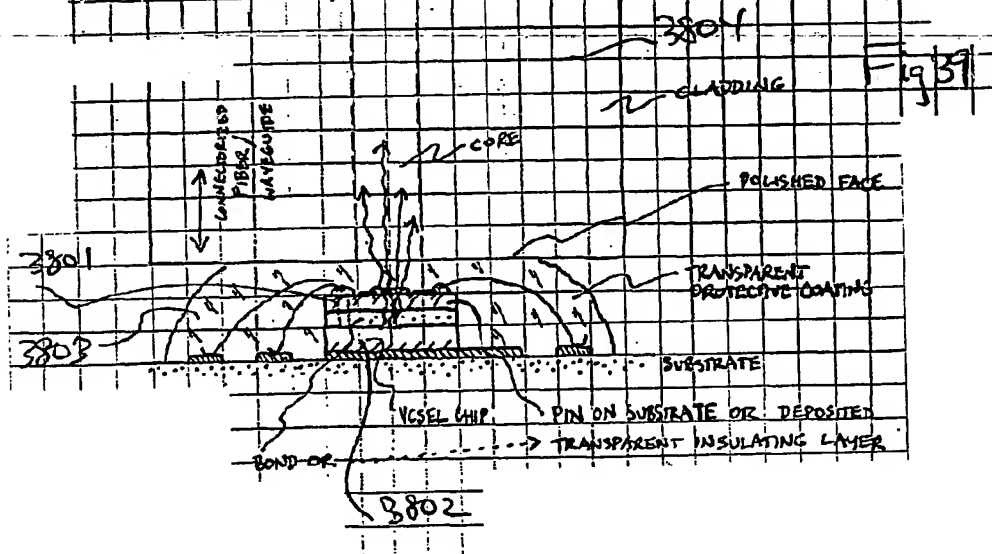 3804
Fig 39
CLADDING
CONNECTORIZED
FIBER/
WAVEGUIDE
CORE
POLISHED FACE
3801
TRANSPARENT
PROTECTIVE COATING
3803
SUBSTRATE
VCSEL CHIP
PIN ON SUBSTRATE OR DEPOSITED
BOND OR
TRANSPARENT INSULATING LAYER
3802